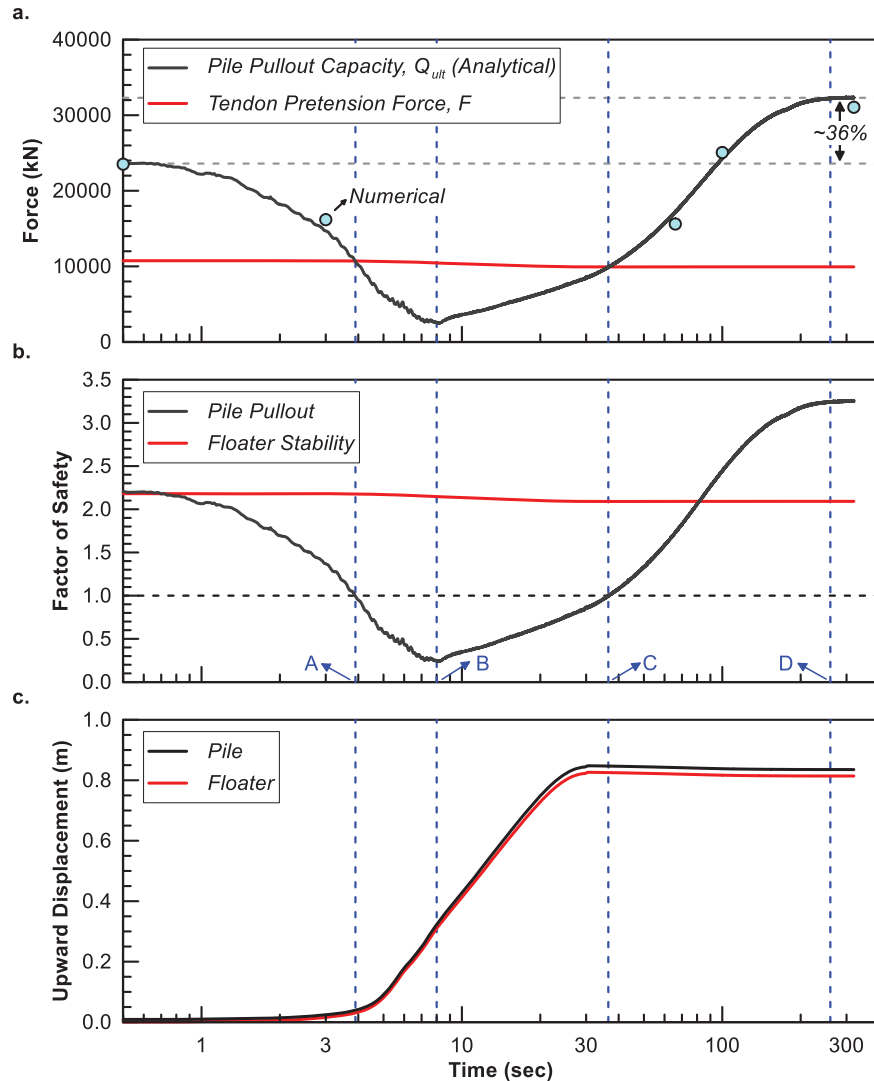 a.
40000
30000
20000
10000
0
Force (kN)
Pile Pullout Capacity, Qult (Analytical)
Tendon Pretension Force, F
Numerical
~36%
b.
3.5
3.0
2.5
2.0
1.5
1.0
0.5
0.0
Factor of Safety
Pile Pullout
Floater Stability
A
B
C
D
c.
1.0
0.8
0.6
0.4
0.2
0.0
Upward Displacement (m)
Pile
Floater
1
3
10
30
100
300
Time (sec)